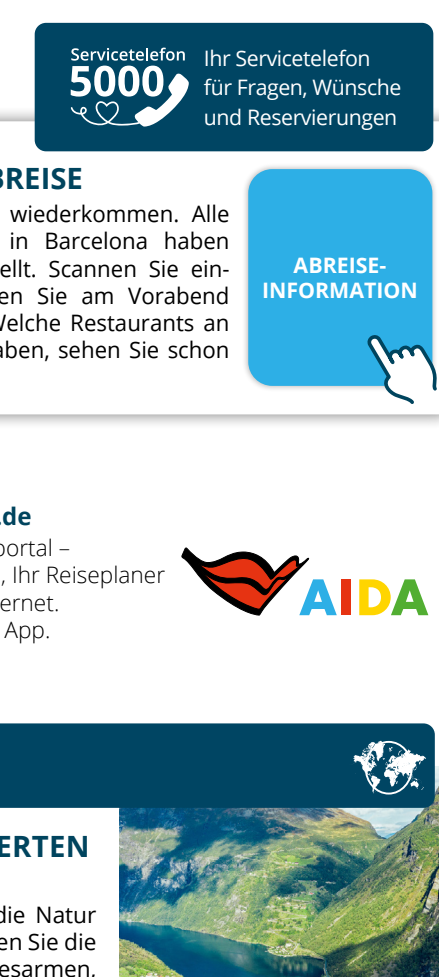 Servicetelefon
5000
Ihr Servicetelefon
für Fragen, Wünsche
und Reservierungen
BREISE
wiederkommen. Alle
in Barcelona haben
ellt. Scannen Sie ein-
en Sie am Vorabend
Welche Restaurants an
aben, sehen Sie schon
ABREISE-
INFORMATION
.de
portal –
, Ihr Reiseplaner
ernet.
App.
AIDA
ERTEN
die Natur
en Sie die
esarmen,